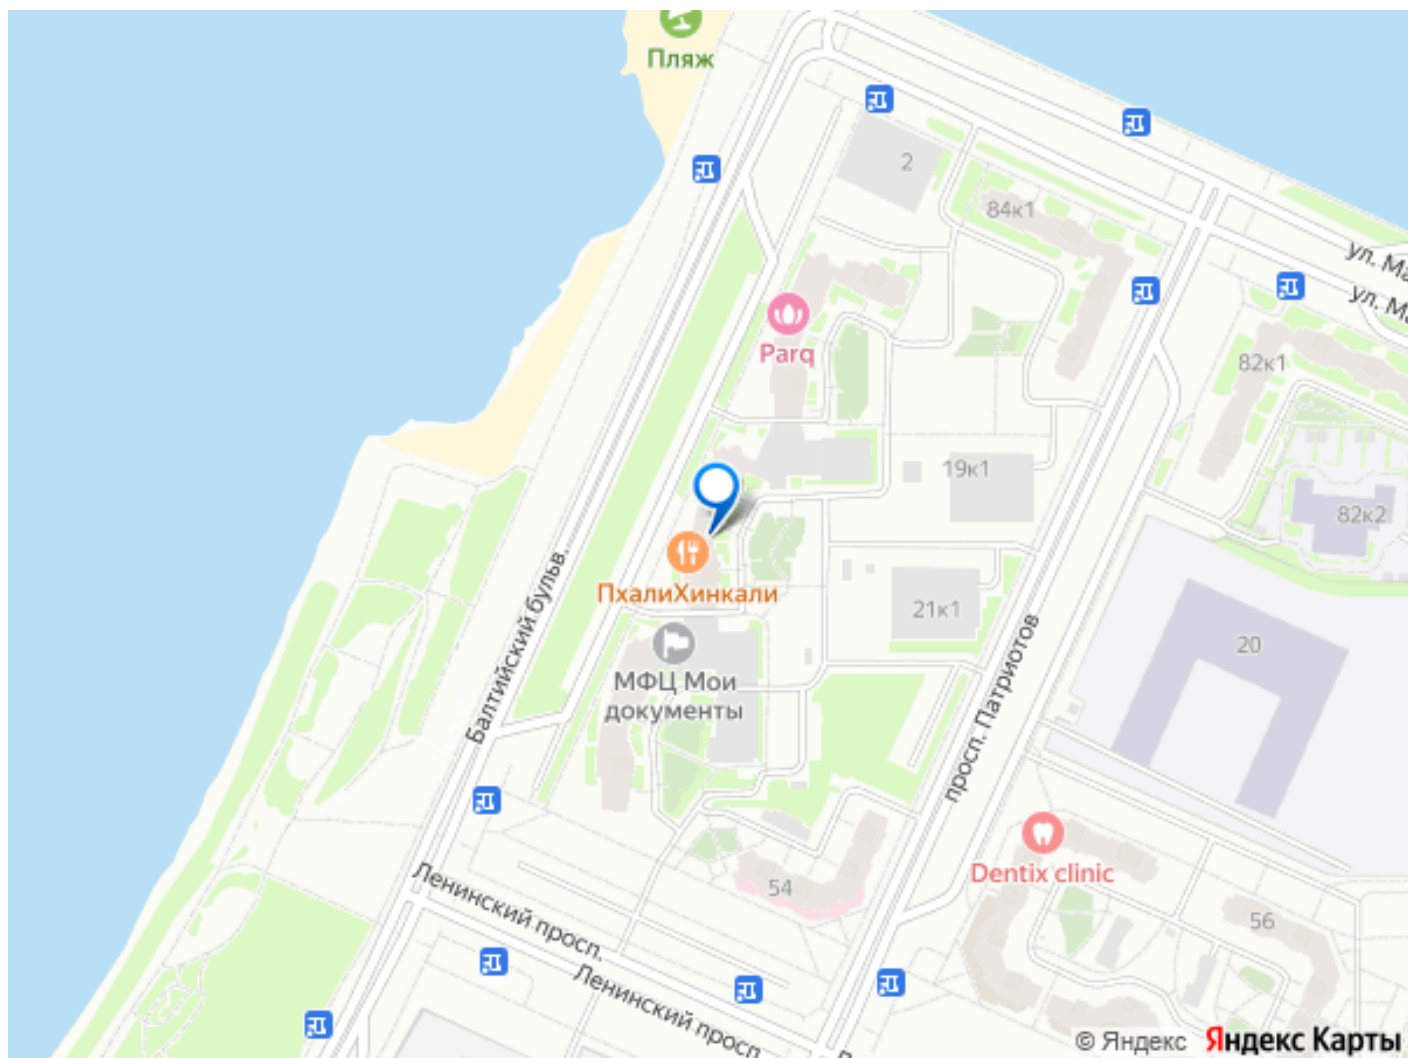 Пляж
2
84к1
ул. Ма
ул. Ма
Parq
82к1
19к1
82к2
ПхалиХинкали
21к1
20
МФЦ Мои
документы
Балтийский бульв.
просп. Патриотов
Dentix clinic
54
56
Ленинский просп.
Ленинский просп
© Яндекс Яндекс Карты